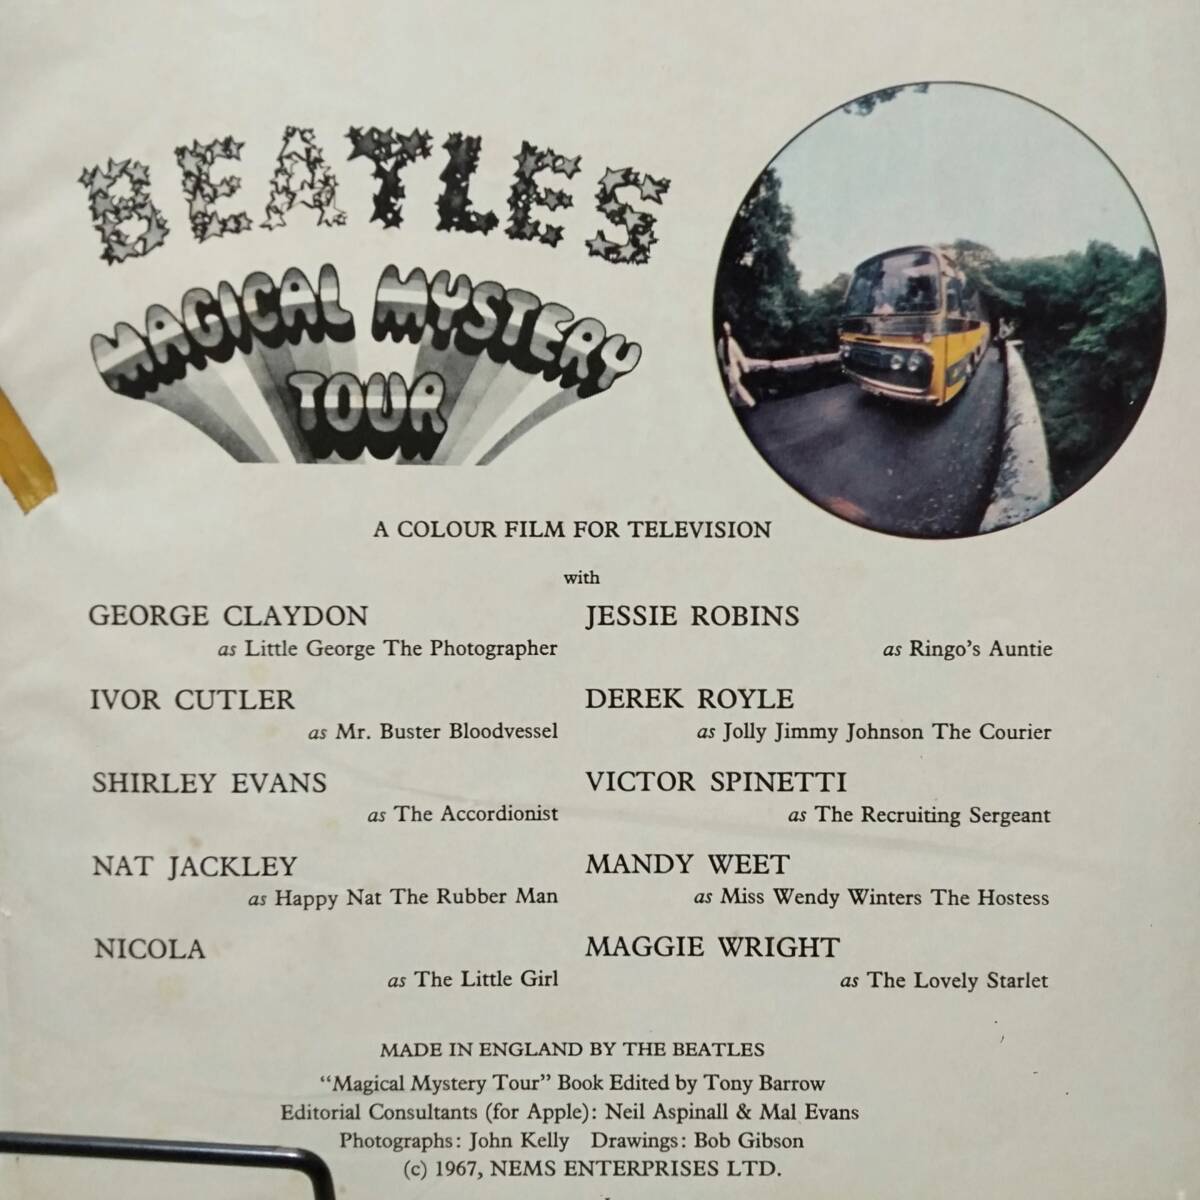 BEATLES
MAGICAL MYSTERY
TOUR
A COLOUR FILM FOR TELEVISION
with
GEORGE CLAYDON
as Little George The Photographer
JESSIE ROBINS
as Ringo's Auntie
IVOR CUTLER
as Mr. Buster Bloodvessel
DEREK ROYLE
as Jolly Jimmy Johnson The Courier
SHIRLEY EVANS
as The Accordionist
VICTOR SPINETTI
as The Recruiting Sergeant
NAT JACKLEY
as Happy Nat The Rubber Man
MANDY WEET
as Miss Wendy Winters The Hostess
NICOLA
as The Little Girl
MAGGIE WRIGHT
as The Lovely Starlet
MADE IN ENGLAND BY THE BEATLES
“Magical Mystery Tour” Book Edited by Tony Barrow
Editorial Consultants (for Apple): Neil Aspinall & Mal Evans
Photographs: John Kelly Drawings: Bob Gibson
(c) 1967, NEMS ENTERPRISES LTD.